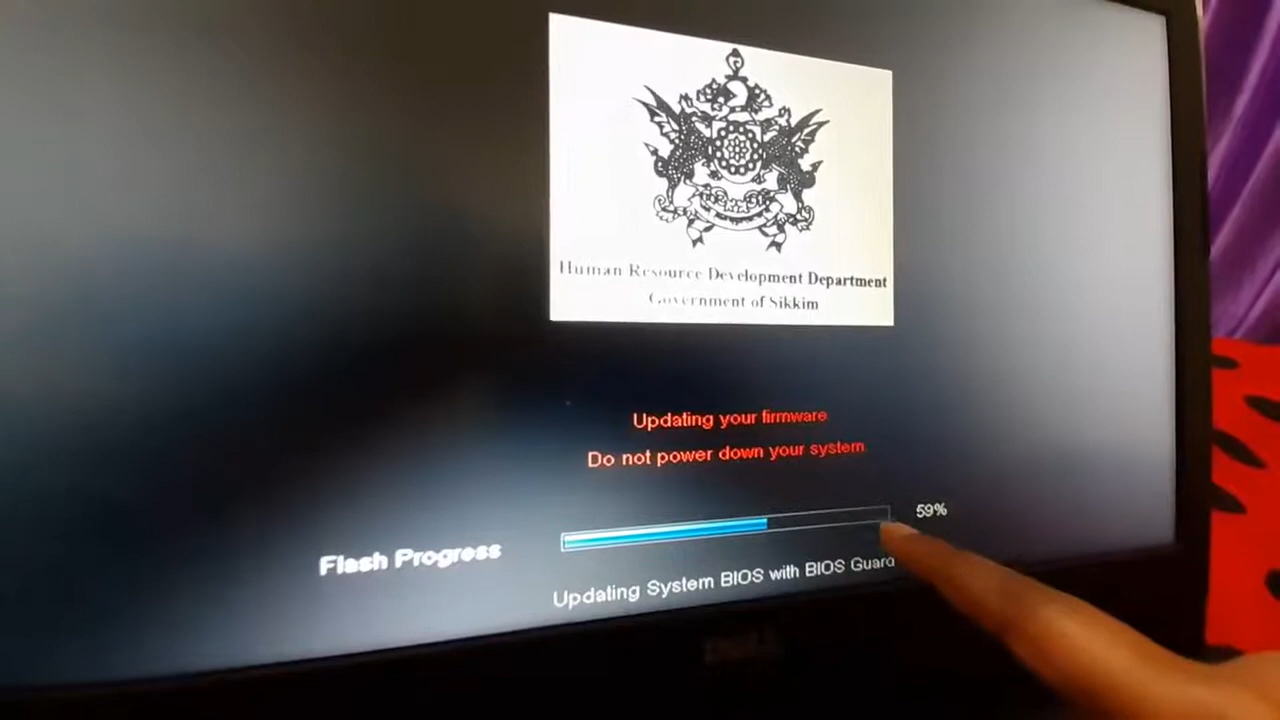 Human Resource Development Department
Government of Sikkim
Updating your firmware
Do not power down your system
59%
Flash Progress
Updating System BIOS with BIOS Guard
DELL